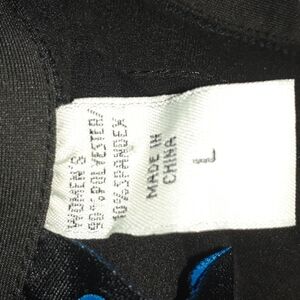 WOMEN'S
90%POLYESTER/
10%SPANDEX
MADE IN
CHINA
L